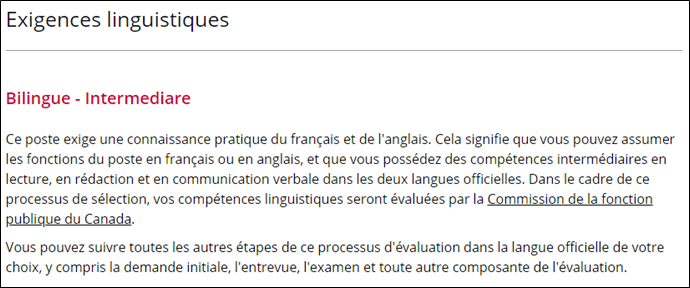 Exigences linguistiques
Bilingue - Intermediare
Ce poste exige une connaissance pratique du français et de l'anglais. Cela signifie que vous pouvez assumer
les fonctions du poste en français ou en anglais, et que vous possédez des compétences intermédiaires en
lecture, en rédaction et en communication verbale dans les deux langues officielles. Dans le cadre de ce
processus de sélection, vos compétences linguistiques seront évaluées par la Commission de la fonction
publique du Canada.
Vous pouvez suivre toutes les autres étapes de ce processus d'évaluation dans la langue officielle de votre
choix, y compris la demande initiale, l'entrevue, l'examen et toute autre composante de l'évaluation.